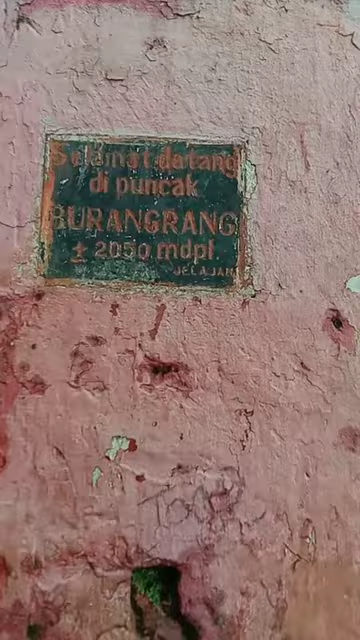 Selamat datang
di puncak
BURANGRANG
± 2050 mdpl
JELAJAH